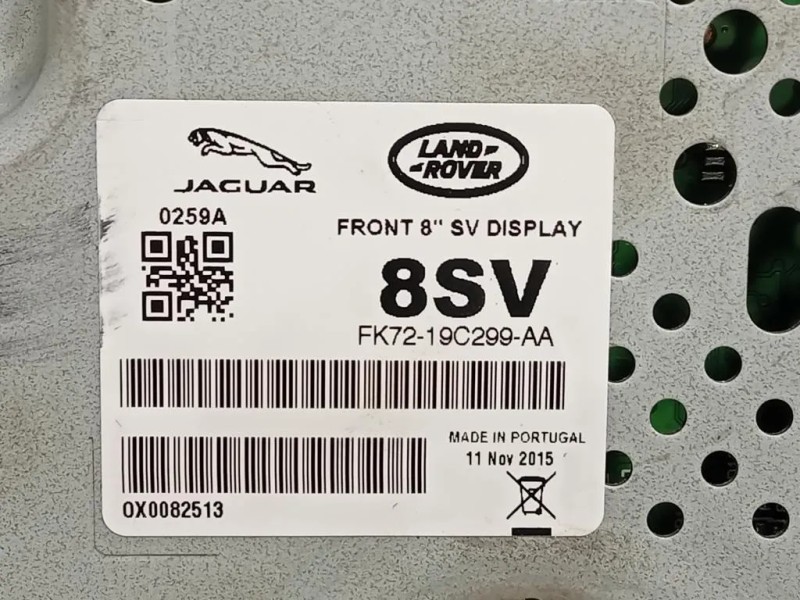 JAGUAR
LAND
ROVER
0259A
FRONT 8" SV DISPLAY
8SV
FK72-19C299-AA
MADE IN PORTUGAL
11 Nov 2015
0X0082513